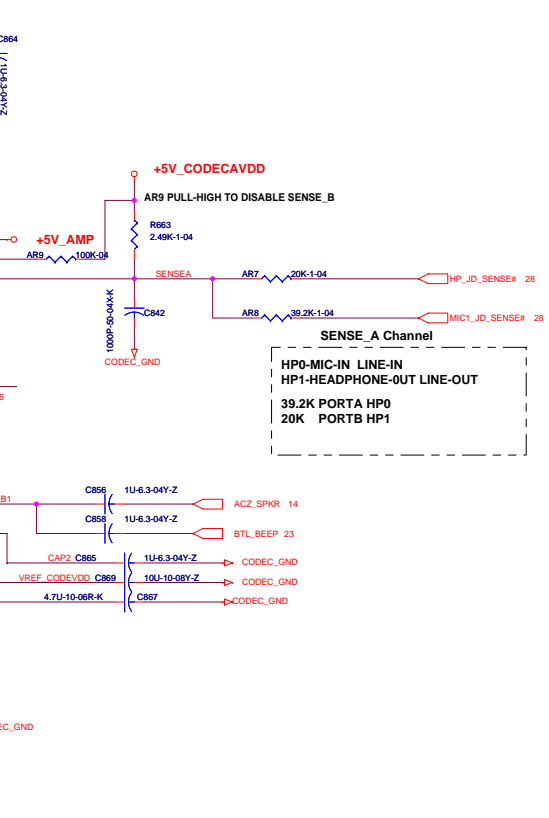 C864
1U-6.3-04Y-Z
+5V_CODECAVDD
AR9 PULL-HIGH TO DISABLE SENSE_B
R663
2.49K-1-04
+5V_AMP
AR9 100K-04
SENSEA
AR7 20K-1-04
HP_JD_SENSE# 28
1000P-50-04X-K
C842
AR8 39.2K-1-04
MIC1_JD_SENSE# 28
SENSE_A Channel
CODEC_GND
HP0-MIC-IN LINE-IN
HP1-HEADPHONE-0UT LINE-OUT
39.2K PORTA HP0
20K PORTB HP1
6
B1
C856 1U-6.3-04Y-Z
ACZ_SPKR 14
C858 1U-6.3-04Y-Z
BTL_BEEP 23
CAP2 C865 1U-6.3-04Y-Z
CODEC_GND
VREF_CODEVDD C869 10U-10-08Y-Z
CODEC_GND
4.7U-10-06R-K C867
CODEC_GND
EC_GND